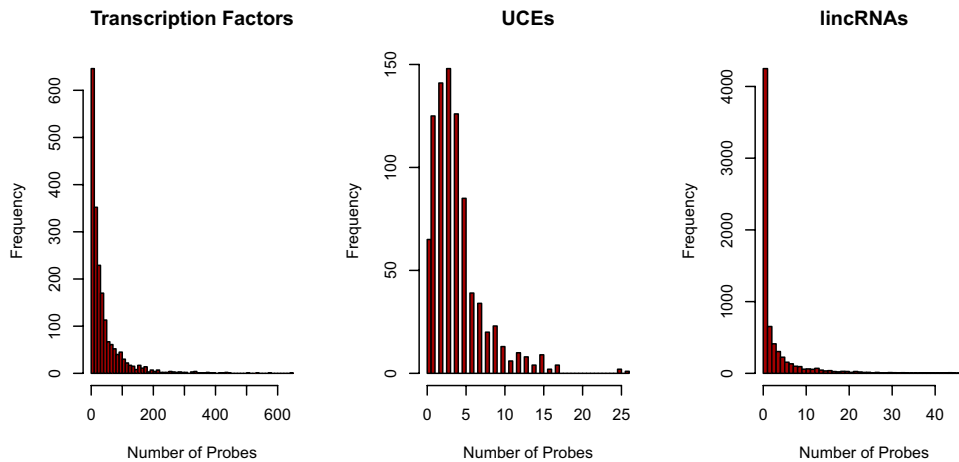 Transcription Factors
Frequency
600
500
400
300
200
100
0
0 200 400 600
Number of Probes
UCEs
Frequency
150
100
50
0
0 5 10 15 20 25
Number of Probes
lincRNAs
Frequency
4000
3000
2000
1000
0
0 10 20 30 40
Number of Probes